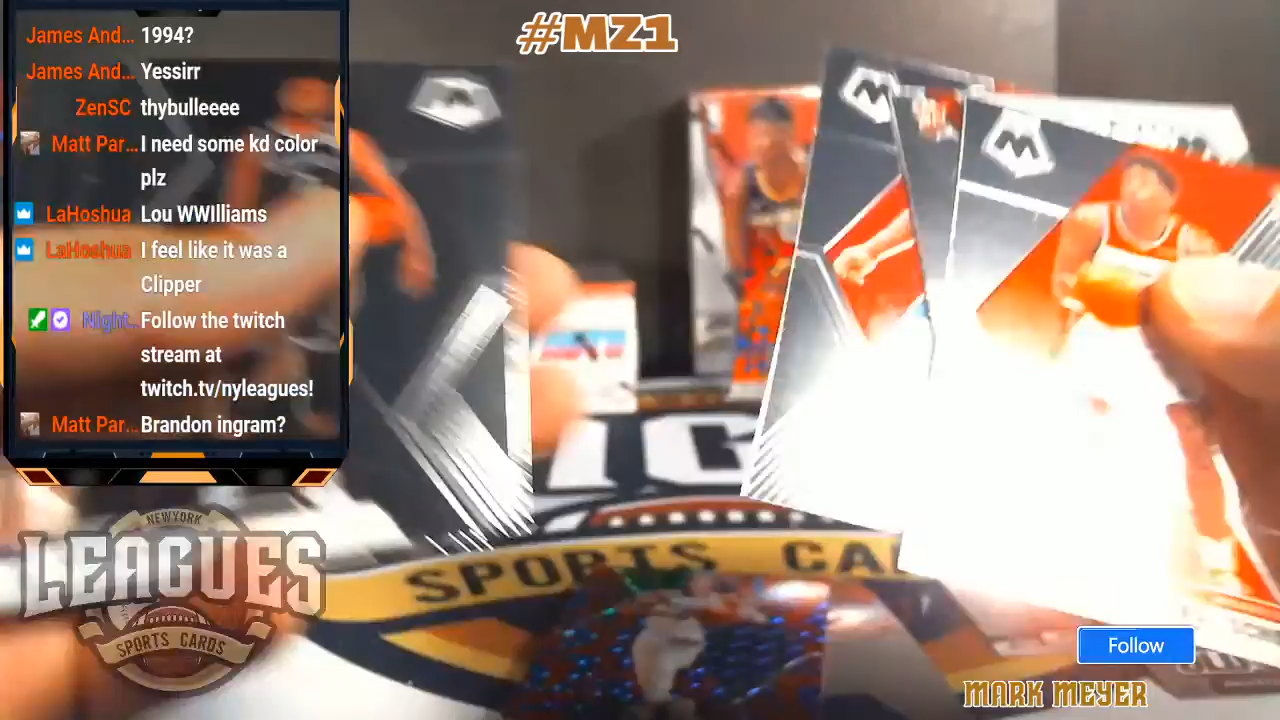 #MZ1
James And... 1994?
James And... Yessirr
ZenSC thybulleeee
Matt Par... I need some kd color
plz
LaHoshua Lou WWIlliams
LaHoshua I feel like it was a
Clipper
Night... Follow the twitch
stream at
twitch.tv/nyleagues!
Matt Par... Brandon ingram?
NEWYORK
LEAGUES
SPORTS CARDS
SPORTS CA
Follow
MARK MEYER